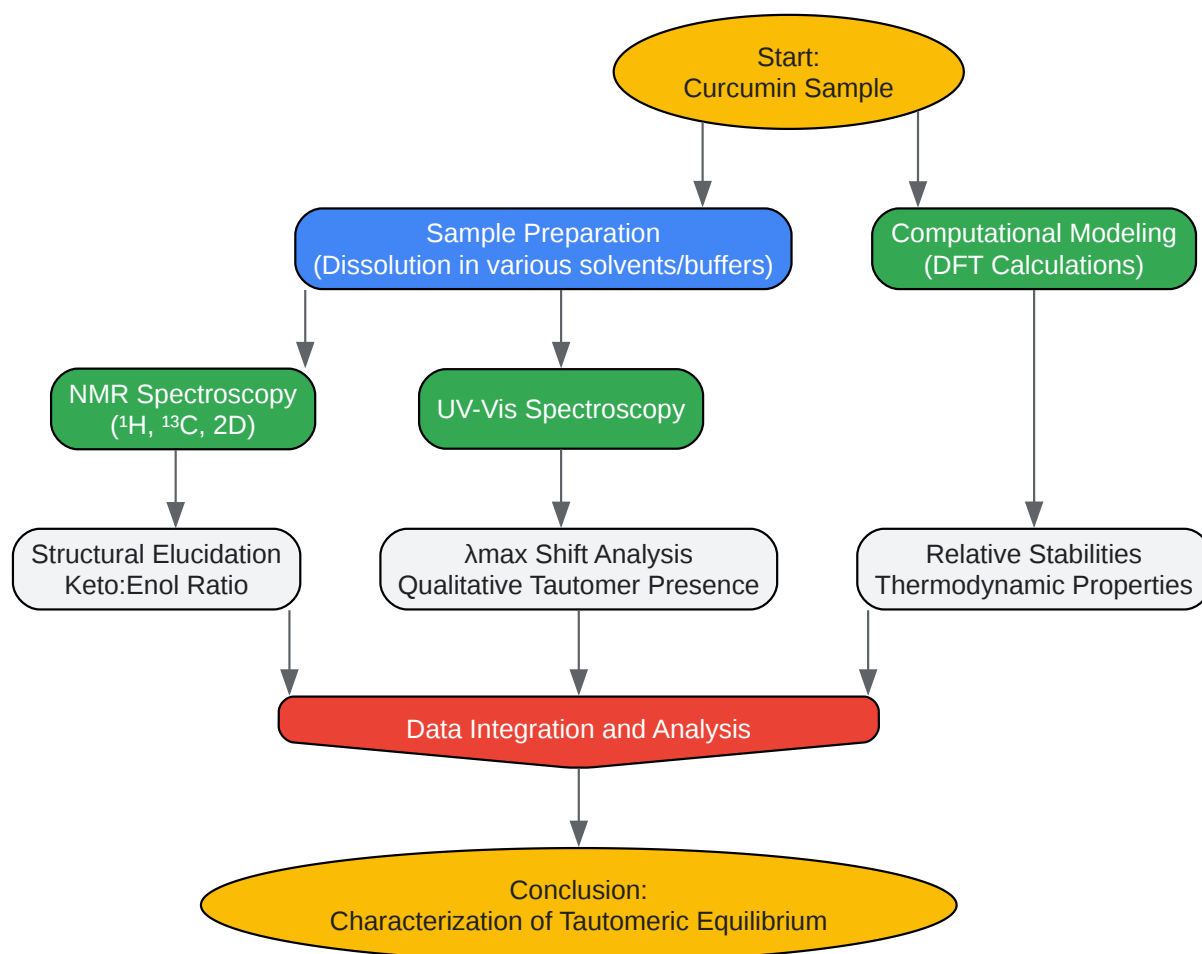 Start:
Curcumin Sample
Sample Preparation
(Dissolution in various solvents/buffers)
Computational Modeling
(DFT Calculations)
NMR Spectroscopy
(¹H, ¹³C, 2D)
UV-Vis Spectroscopy
Structural Elucidation
Keto:Enol Ratio
λmax Shift Analysis
Qualitative Tautomer Presence
Relative Stabilities
Thermodynamic Properties
Data Integration and Analysis
Conclusion:
Characterization of Tautomeric Equilibrium